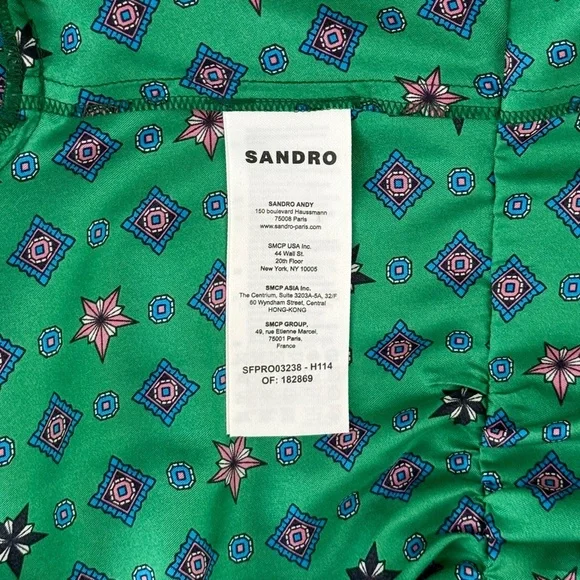 SANDRO
SANDRO ANDY
150 boulevard Haussmann
75008 Paris
www.sandro-paris.com
SMCP USA Inc.
44 Wall St.
20th Floor
New York, NY 10005
SMCP ASIA Inc.
The Centrium, Suite 3203A-5A, 32/F
60 Wyndham Street, Central
HONG-KONG
SMCP GROUP,
49, rue Etienne Marcel,
75001 Paris,
France
SFPRO03238 - H114
OF: 182869